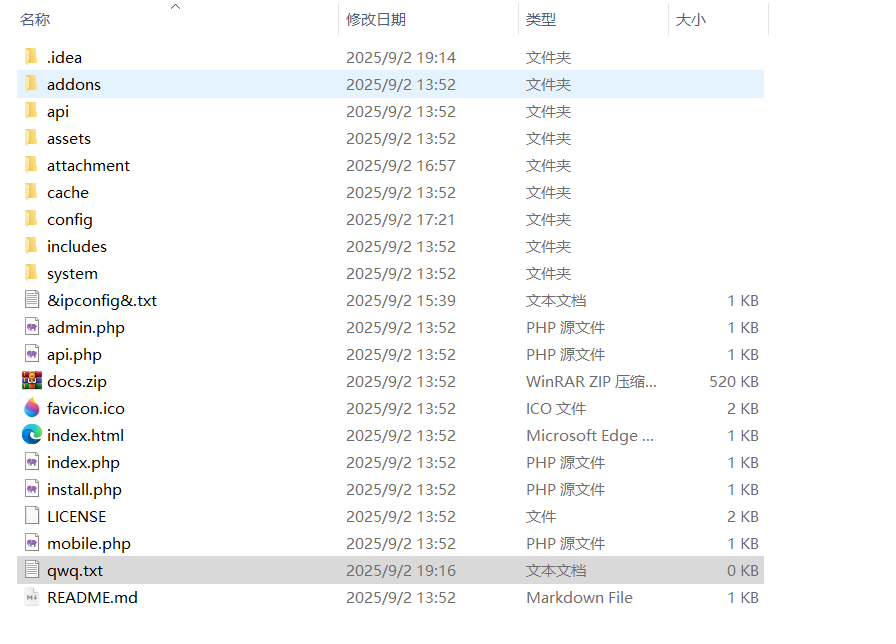 名称 修改日期 类型 大小
.idea 2025/9/2 19:14 文件夹
addons 2025/9/2 13:52 文件夹
api 2025/9/2 13:52 文件夹
assets 2025/9/2 13:52 文件夹
attachment 2025/9/2 16:57 文件夹
cache 2025/9/2 13:52 文件夹
config 2025/9/2 17:21 文件夹
includes 2025/9/2 13:52 文件夹
system 2025/9/2 13:52 文件夹
&ipconfig&.txt 2025/9/2 15:39 文本文档 1 KB
admin.php 2025/9/2 13:52 PHP 源文件 1 KB
api.php 2025/9/2 13:52 PHP 源文件 1 KB
docs.zip 2025/9/2 13:52 WinRAR ZIP 压缩... 520 KB
favicon.ico 2025/9/2 13:52 ICO 文件 2 KB
index.html 2025/9/2 13:52 Microsoft Edge ... 1 KB
index.php 2025/9/2 13:52 PHP 源文件 1 KB
install.php 2025/9/2 13:52 PHP 源文件 1 KB
LICENSE 2025/9/2 13:52 文件 2 KB
mobile.php 2025/9/2 13:52 PHP 源文件 1 KB
qwq.txt 2025/9/2 19:16 文本文档 0 KB
README.md 2025/9/2 13:52 Markdown File 1 KB